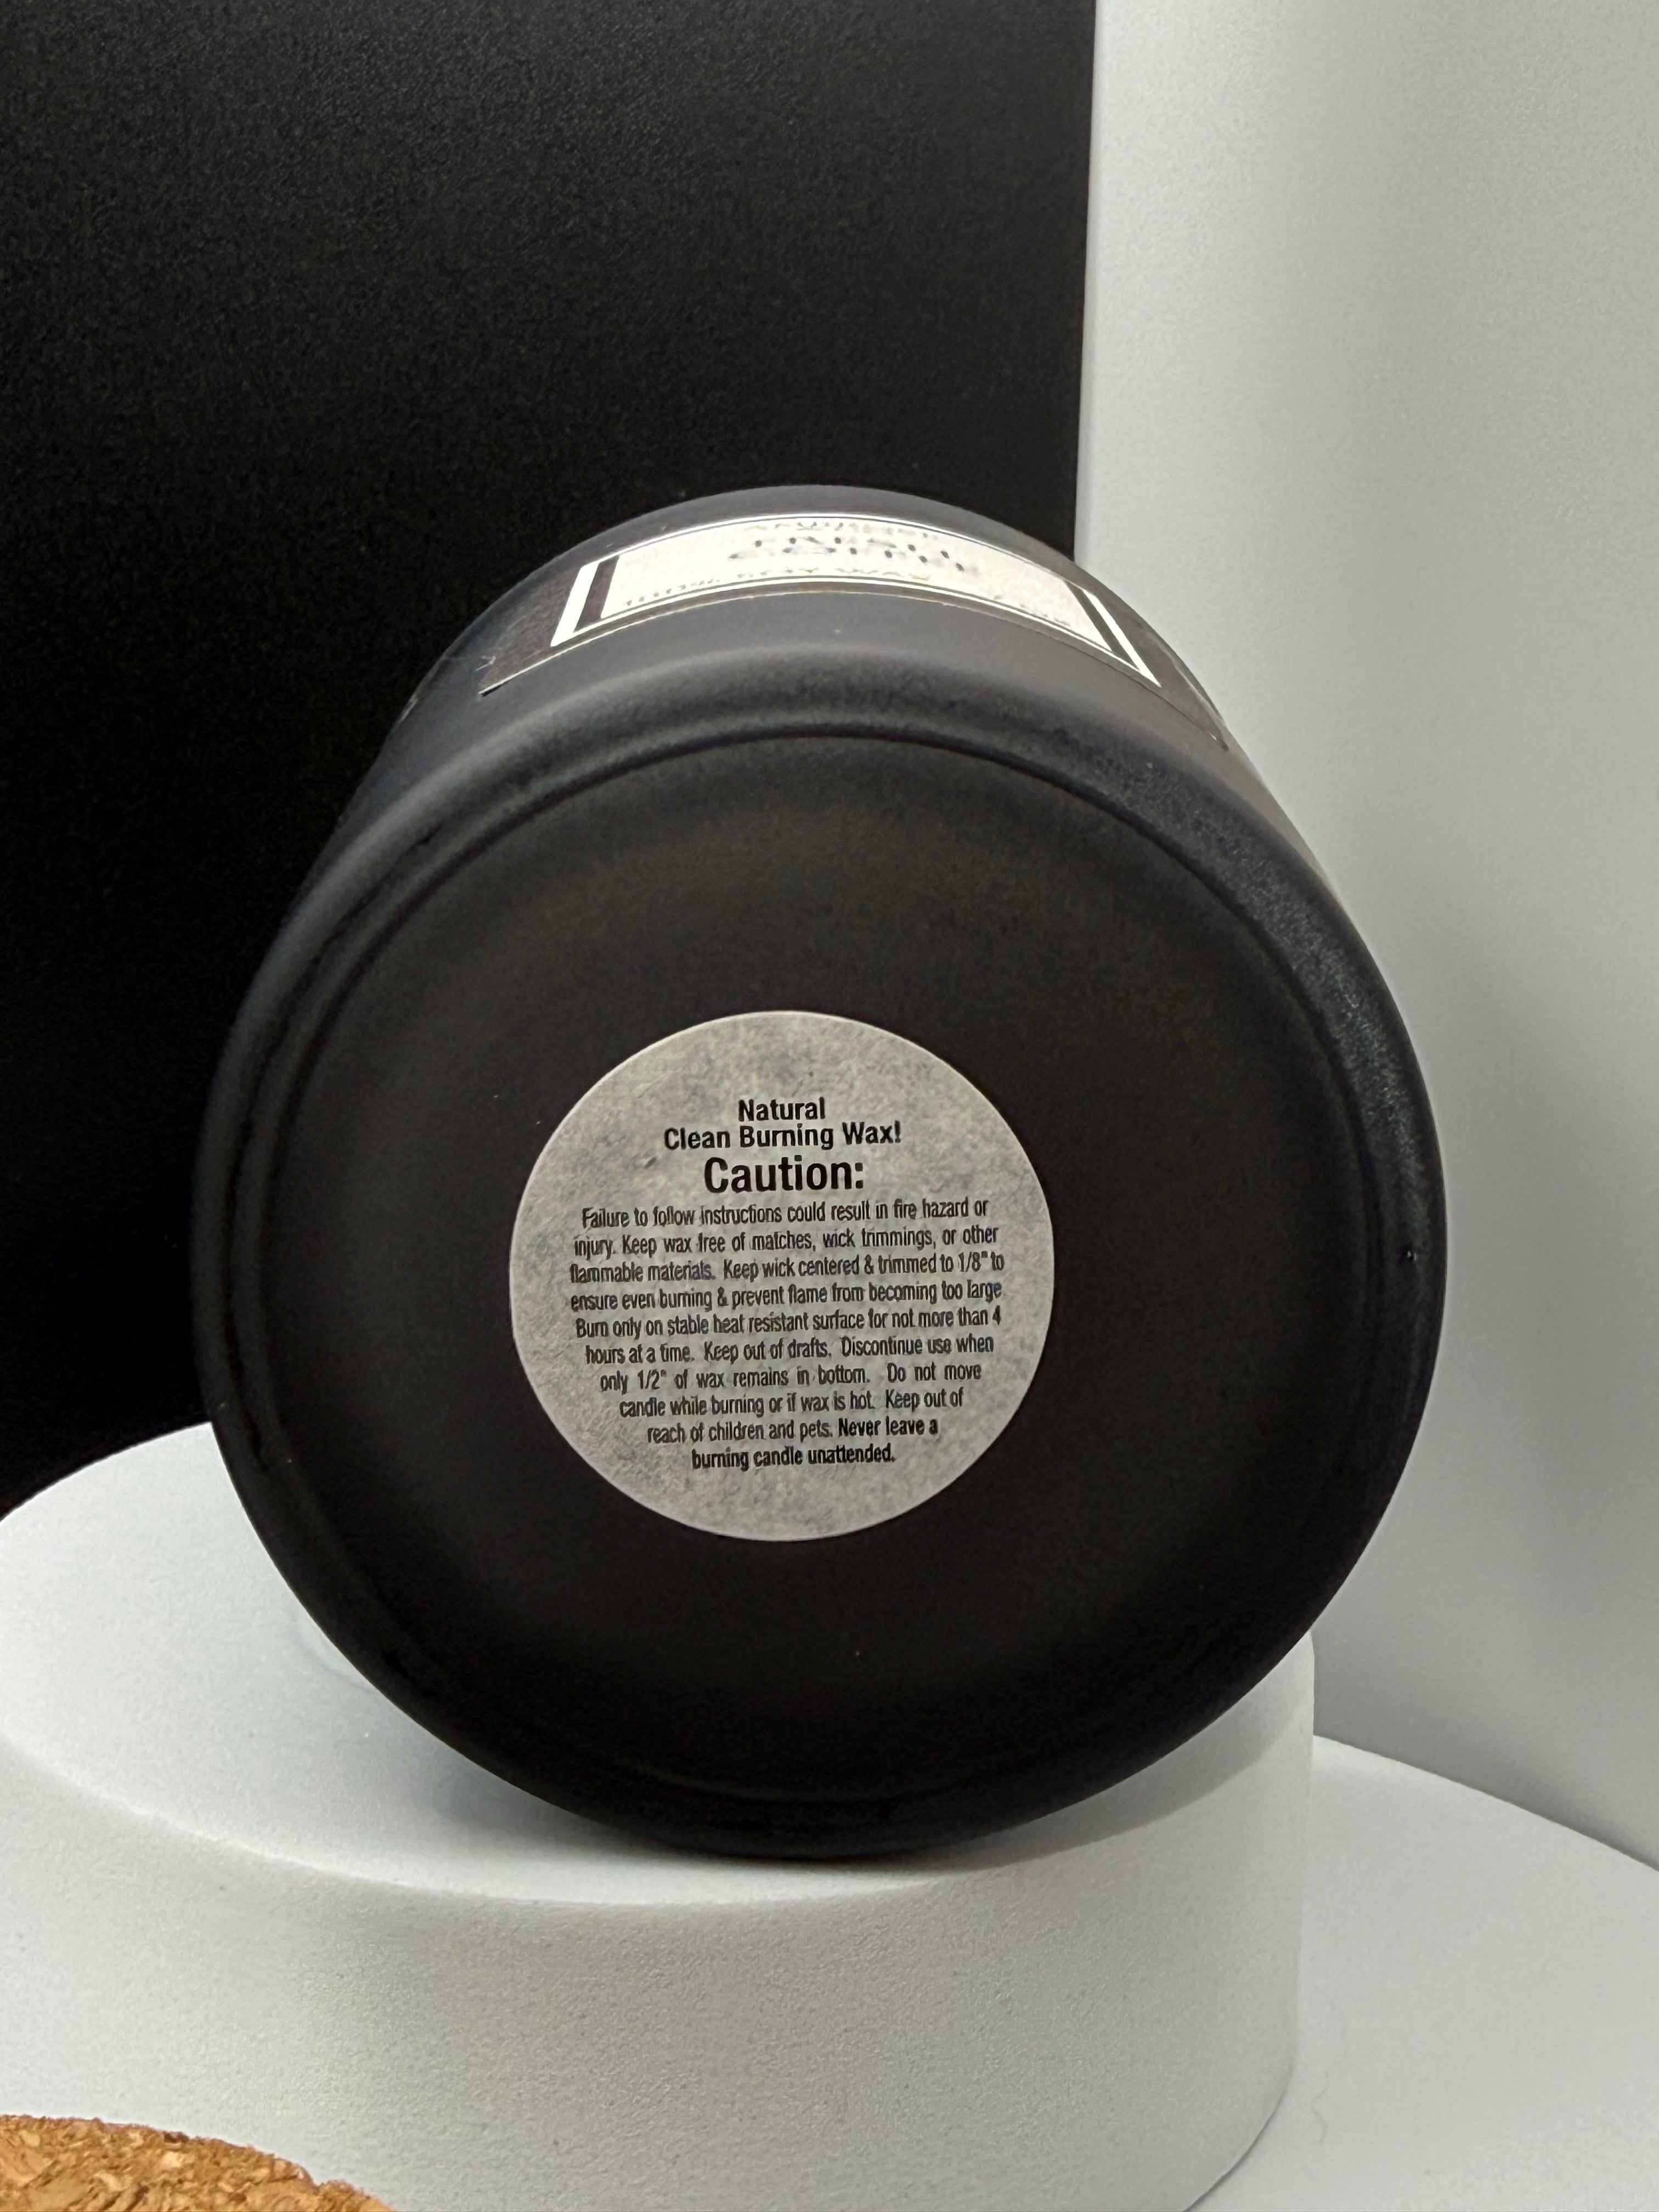 100% SOY WAX
Natural
Clean Burning Wax!
Caution:
Failure to follow instructions could result in fire hazard or
injury. Keep wax free of matches, wick trimmings, or other
flammable materials. Keep wick centered & trimmed to 1/8" to
ensure even burning & prevent flame from becoming too large
Burn only on stable heat resistant surface for not more than 4
hours at a time. Keep out of drafts. Discontinue use when
only 1/2" of wax remains in bottom. Do not move
candle while burning or if wax is hot. Keep out of
reach of children and pets. Never leave a
burning candle unattended.